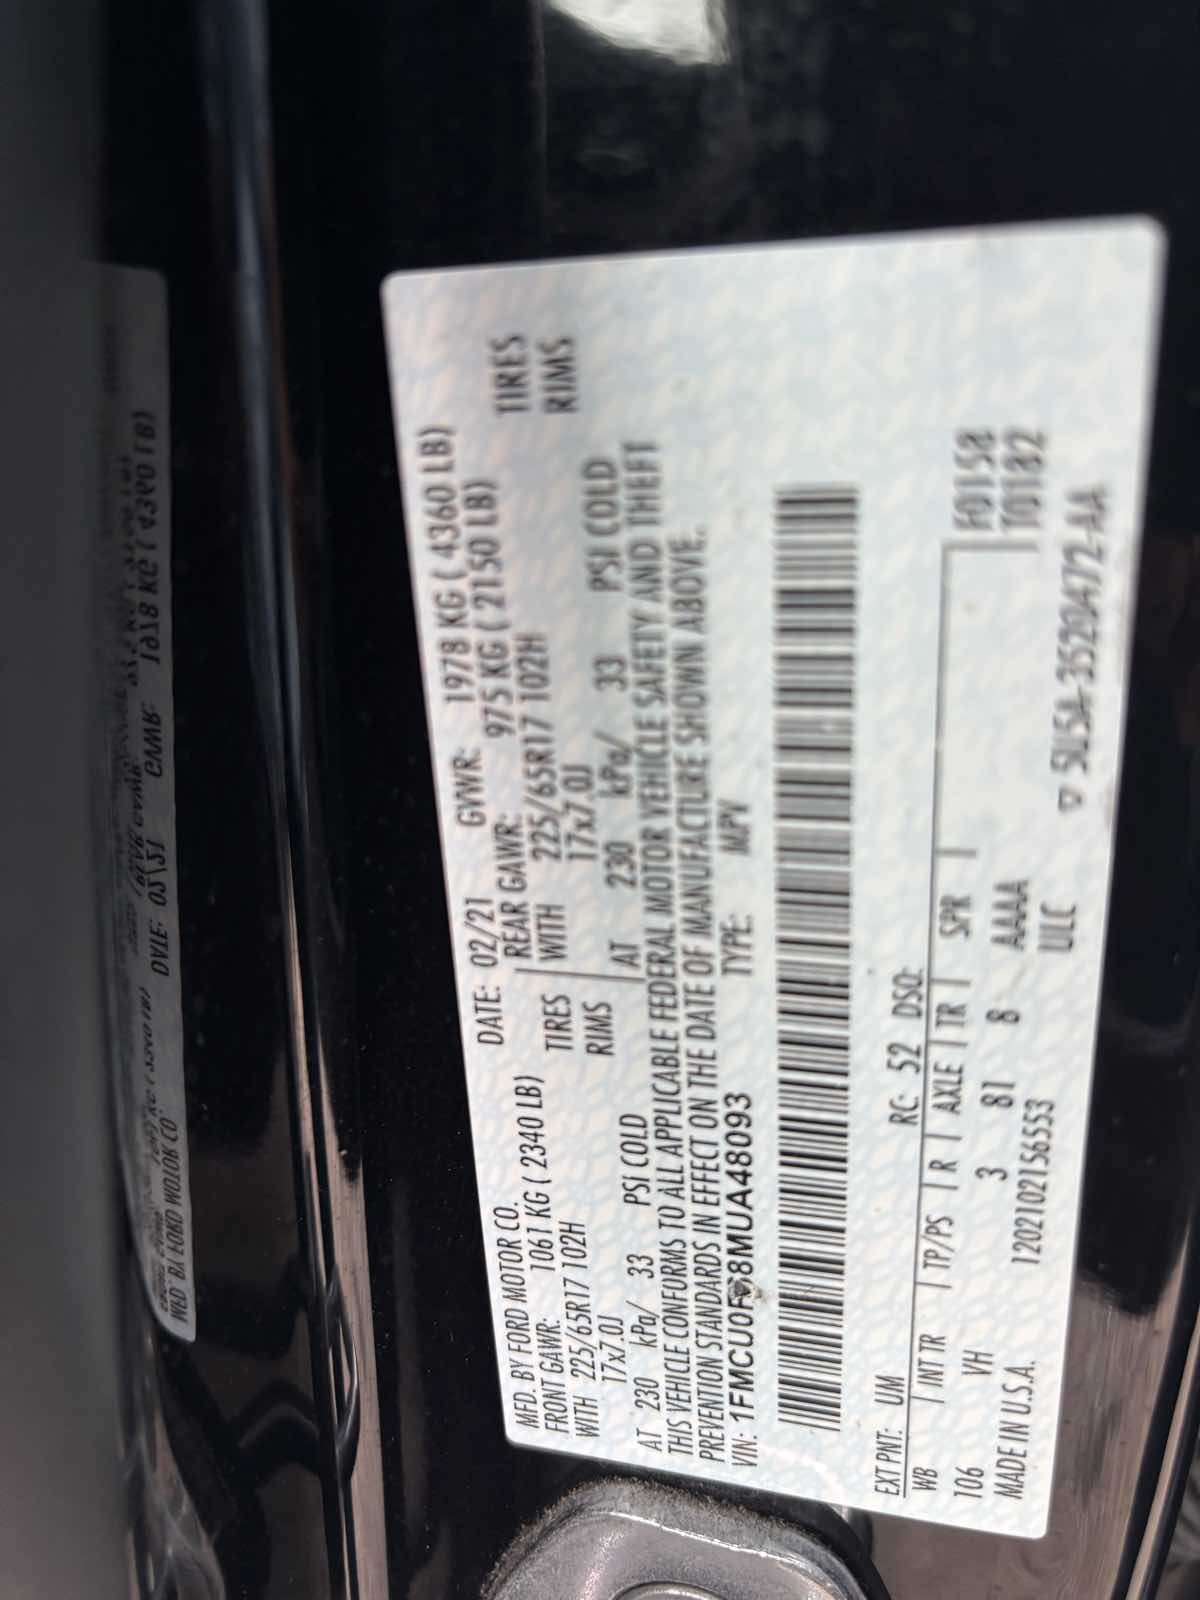 MFD. BY FORD MOTOR CO.
DATE: 02/21 GVWR: 1978 KG ( 4360 LB)
FRONT GAWR: 1061 KG ( 2340 LB)
REAR GAWR: 975 KG ( 2150 LB)
WITH 225/65R17 102H TIRES
WITH 225/65R17 102H TIRES
17x7.0J RIMS
17x7.0J RIMS
AT 230 kPa/ 33 PSI COLD
AT 230 kPa/ 33 PSI COLD
THIS VEHICLE CONFORMS TO ALL APPLICABLE FEDERAL MOTOR VEHICLE SAFETY AND THEFT
PREVENTION STANDARDS IN EFFECT ON THE DATE OF MANUFACTURE SHOWN ABOVE.
VIN: TYPE: MPV
EXT PNT: UM RC: 52 DSO:
WB / INT TR / TP/PS / R / AXLE / TR / SPR /
106 VH 3 81 8 AAAA
F0158
T0182
MADE IN U.S.A. 1202102156553 ULC
▽ 5U5A-3520472-AA